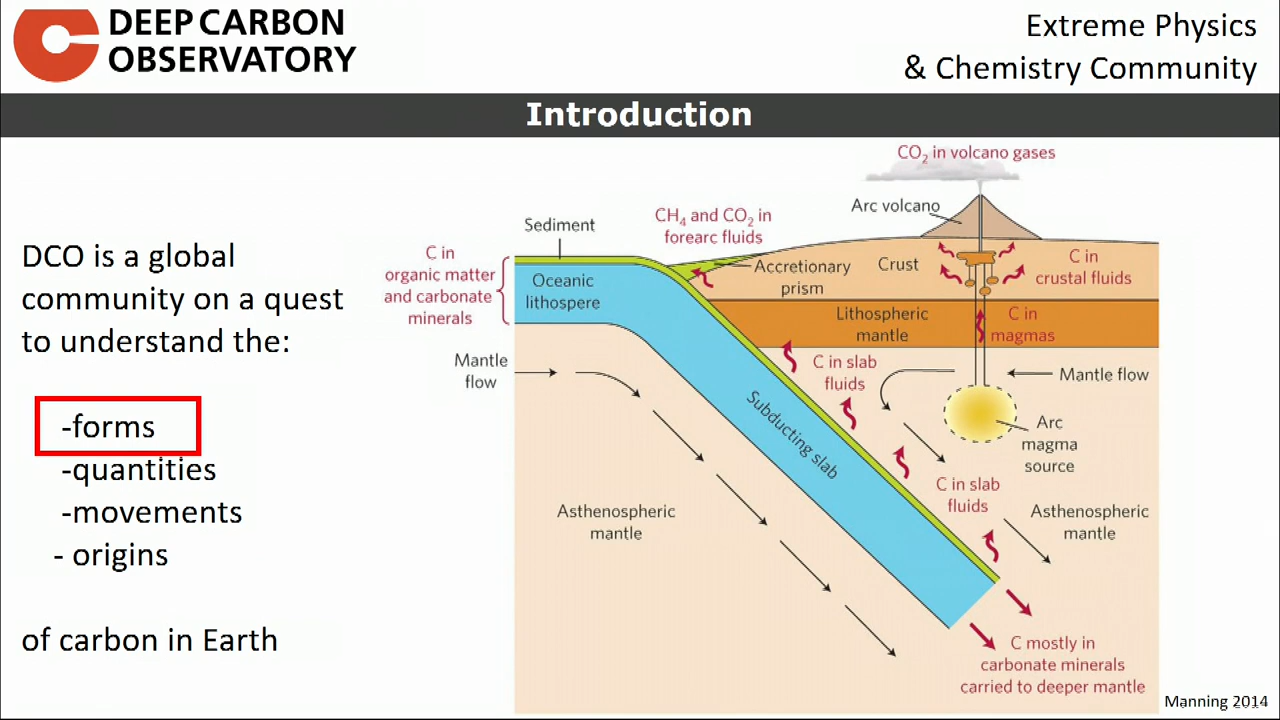 DEEP CARBON
OBSERVATORY
Extreme Physics
& Chemistry Community
Introduction
DCO is a global
community on a quest
to understand the:
-forms
-quantities
-movements
- origins
of carbon in Earth
CO₂ in volcano gases
Arc volcano
CH₄ and CO₂ in
forearc fluids
Sediment
C in
organic matter
and carbonate
minerals
Oceanic
lithospere
Accretionary
prism
Crust
C in
crustal fluids
Lithospheric
mantle
C in
magmas
Mantle
flow
C in slab
fluids
Mantle flow
Subducting slab
Arc
magma
source
C in slab
fluids
Asthenospheric
mantle
Asthenospheric
mantle
C mostly in
carbonate minerals
carried to deeper mantle
Manning 2014